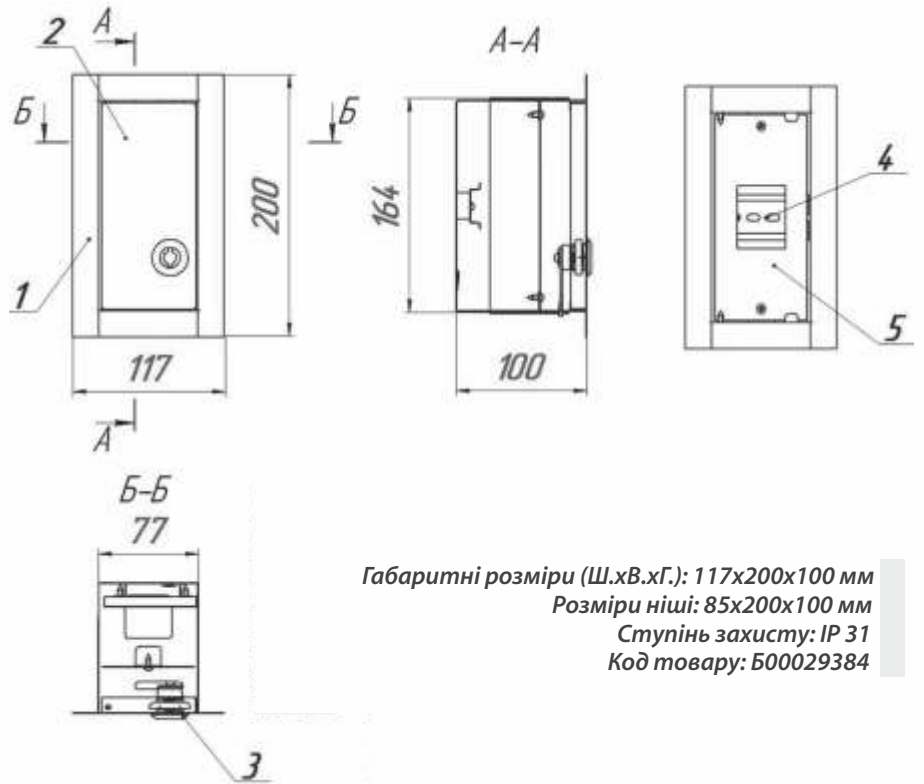 А
2
А-А
Б
Б
200
164
4
1
5
117
100
А
Б-Б
77
Габаритні розміри (Ш.хВ.хГ.): 117х200х100 мм
Розміри ніші: 85х200х100 мм
Ступінь захисту: IP 31
Код товару: Б00029384
3